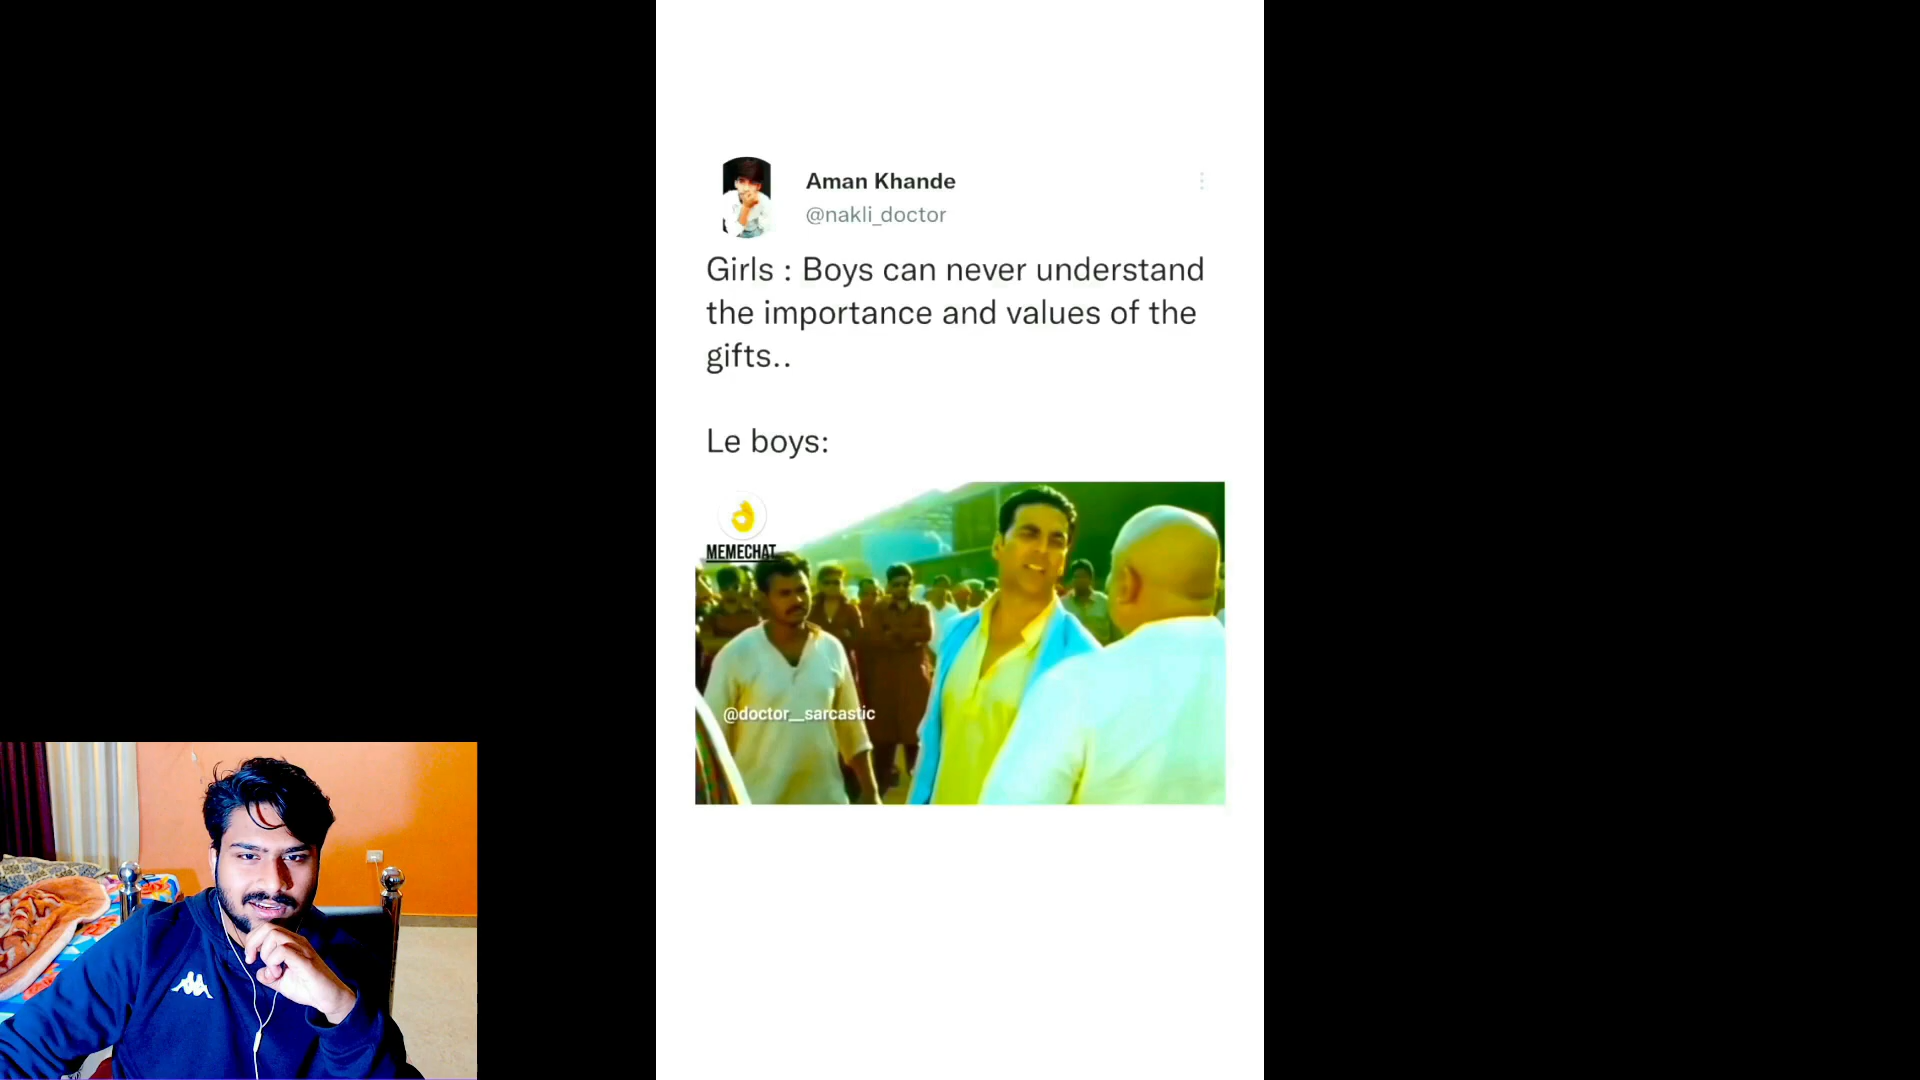 Aman Khande
@nakli_doctor
Girls : Boys can never understand
the importance and values of the
gifts..
Le boys:
MEMECHAT
@doctor__sarcastic